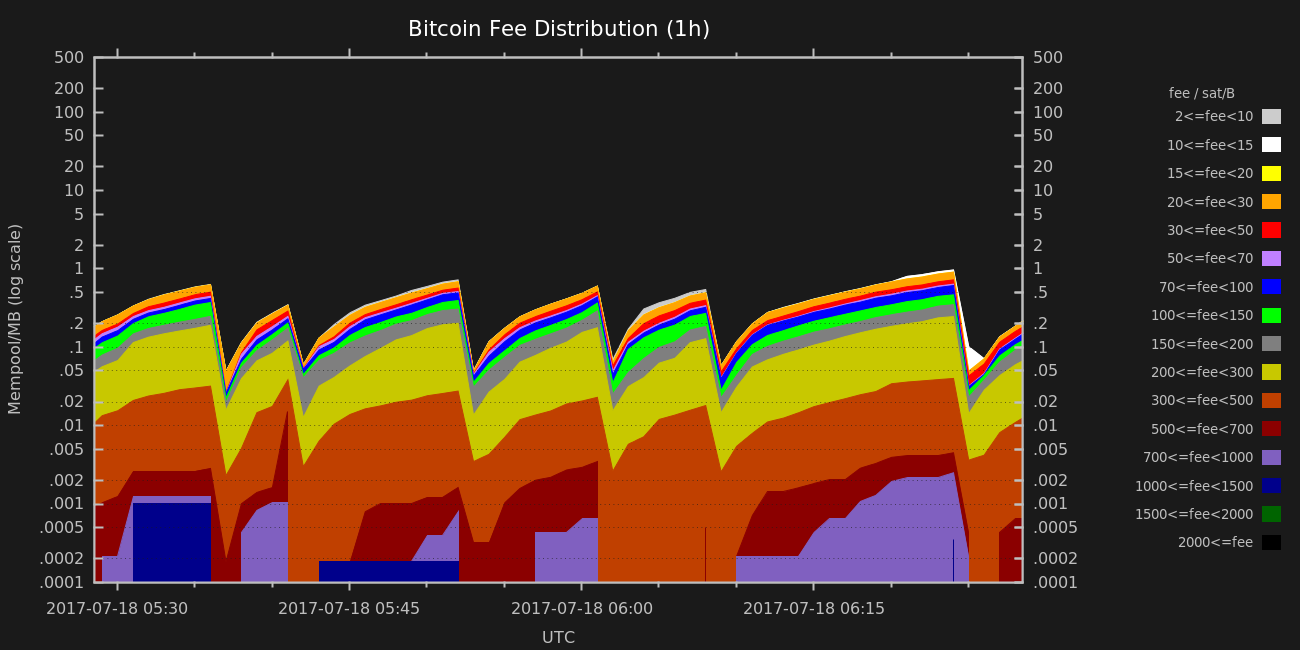 Bitcoin Fee Distribution (1h)
Mempool/MB (log scale)
500
200
100
50
20
10
5
2
1
.5
.2
.1
.05
.02
.01
.005
.002
.001
.0005
.0002
.0001
500
200
100
50
20
10
5
2
1
.5
.2
.1
.05
.02
.01
.005
.002
.001
.0005
.0002
.0001
2017-07-18 05:30 2017-07-18 05:45 2017-07-18 06:00 2017-07-18 06:15
UTC
fee / sat/B
2<=fee<10
10<=fee<15
15<=fee<20
20<=fee<30
30<=fee<50
50<=fee<70
70<=fee<100
100<=fee<150
150<=fee<200
200<=fee<300
300<=fee<500
500<=fee<700
700<=fee<1000
1000<=fee<1500
1500<=fee<2000
2000<=fee